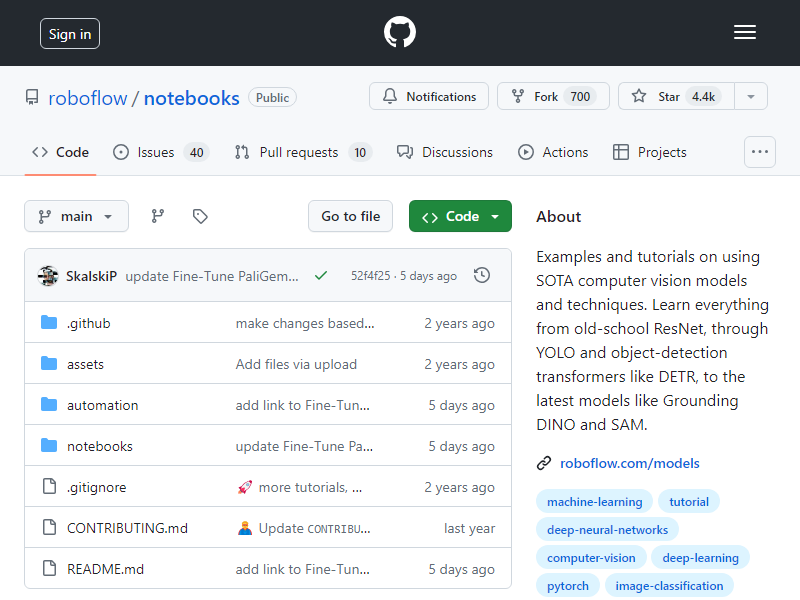 Sign in
roboflow / notebooks Public
Notifications Fork 700 Star 4.4k
Code Issues 40 Pull requests 10 Discussions Actions Projects ...
main Go to file Code
SkalskiP update Fine-Tune PaliGem... 52f4f25 · 5 days ago
.github make changes based... 2 years ago
assets Add files via upload 2 years ago
automation add link to Fine-Tun... 5 days ago
notebooks update Fine-Tune Pa... 5 days ago
.gitignore 🚀 more tutorials, ... 2 years ago
CONTRIBUTING.md Update CONTRIBU... last year
README.md add link to Fine-Tun... 5 days ago
About
Examples and tutorials on using
SOTA computer vision models
and techniques. Learn everything
from old-school ResNet, through
YOLO and object-detection
transformers like DETR, to the
latest models like Grounding
DINO and SAM.
roboflow.com/models
machine-learning tutorial
deep-neural-networks
computer-vision deep-learning
pytorch image-classification